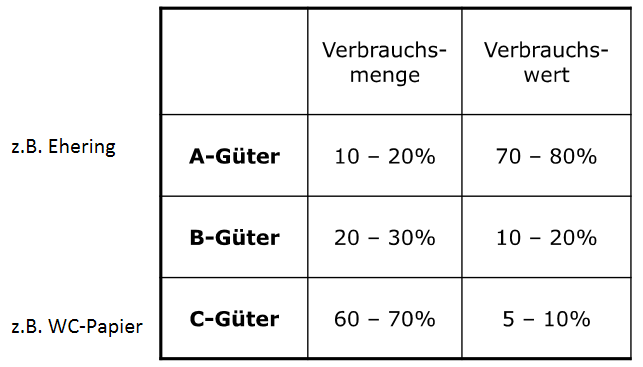 Verbrauchs-
menge
Verbrauchs-
wert
z.B. Ehering
A-Güter
10 – 20%
70 – 80%
B-Güter
20 – 30%
10 – 20%
z.B. WC-Papier
C-Güter
60 – 70%
5 – 10%